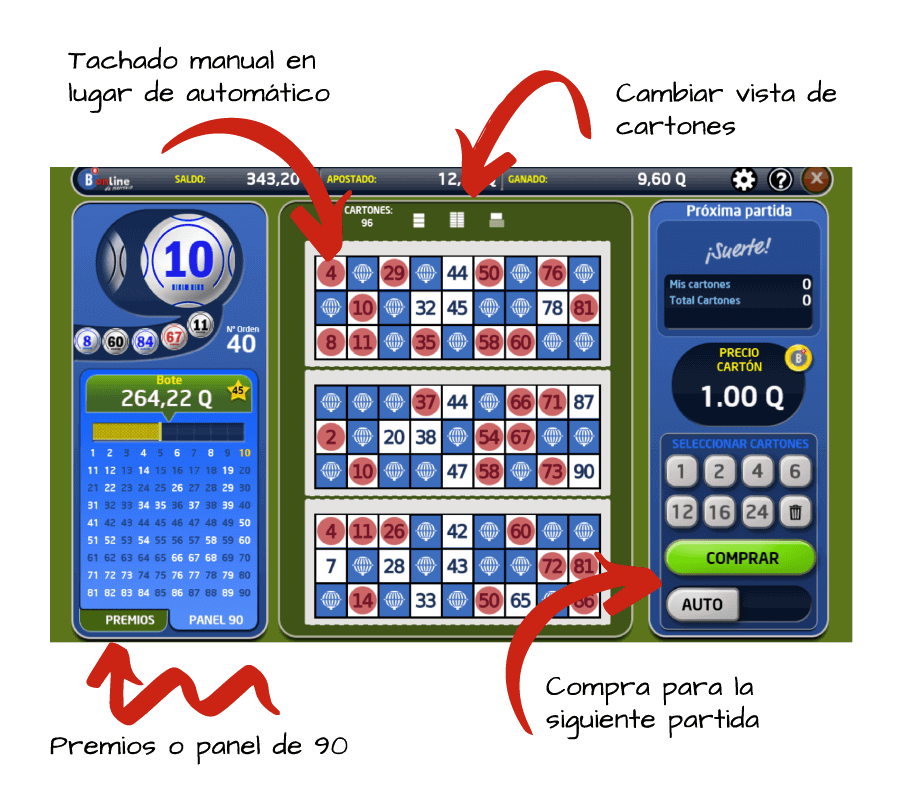 Tachado manual en
lugar de automático
Cambiar vista de
cartones
B online
SALDO: 343,20
APOSTADO: 12, Q
GANADO: 9,60 Q
?
X
10
8 60 84 67 11
Nº Orden
40
Bote
264,22 Q
45
1 2 3 4 5 6 7 8 9 10
11 12 13 14 15 16 17 18 19 20
21 22 23 24 25 26 27 28 29 30
31 32 33 34 35 36 37 38 39 40
41 42 43 44 45 46 47 48 49 50
51 52 53 54 55 56 57 58 59 60
61 62 63 64 65 66 67 68 69 70
71 72 73 74 75 76 77 78 79 80
81 82 83 84 85 86 87 88 89 90
PREMIOS
PANEL 90
CARTONES:
96
4 29 44 50 76
10 32 45 78 81
8 11 35 58 60
37 44 66 71 87
2 20 38 54 67
10 47 58 73 90
4 11 26 42 60
7 28 43 72 81
14 33 50 65 86
Próxima partida
¡Suerte!
Mis cartones 0
Total Cartones 0
PRECIO
CARTÓN
B
1.00 Q
SELECCIONAR CARTONES
1 2 4 6
12 16 24
COMPRAR
AUTO
Compra para la
siguiente partida
Premios o panel de 90